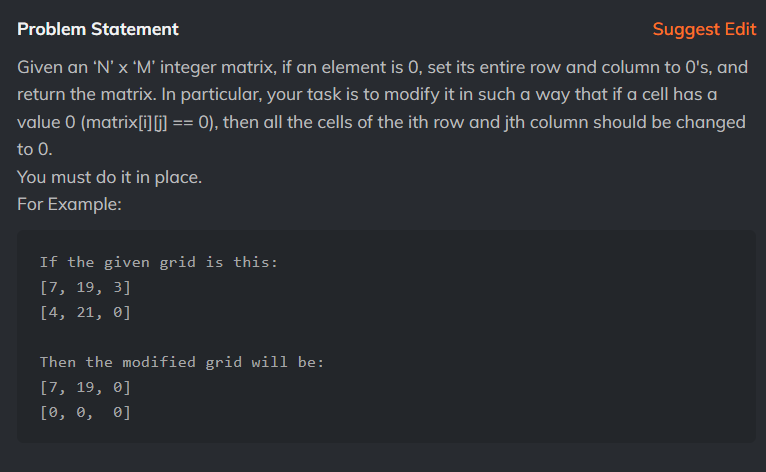 Problem Statement
Suggest Edit
Given an ‘N’ x ‘M’ integer matrix, if an element is 0, set its entire row and column to 0's, and
return the matrix. In particular, your task is to modify it in such a way that if a cell has a
value 0 (matrix[i][j] == 0), then all the cells of the ith row and jth column should be changed
to 0.
You must do it in place.
For Example:
If the given grid is this:
[7, 19, 3]
[4, 21, 0]
Then the modified grid will be:
[7, 19, 0]
[0, 0,  0]